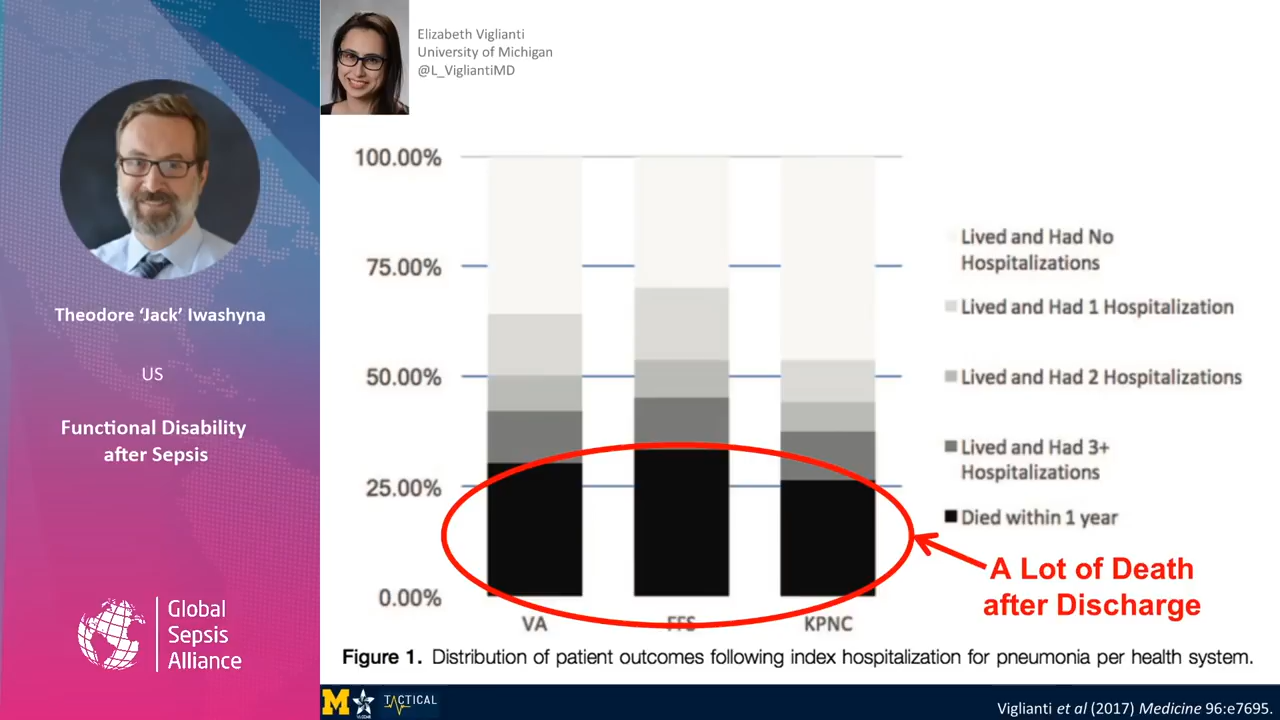 Theodore ‘Jack’ Iwashyna
US
Functional Disability
after Sepsis
Global
Sepsis
Alliance
Elizabeth Viglianti
University of Michigan
@L_VigliantiMD
100.00%
75.00%
50.00%
25.00%
0.00%
VA
FFS
KPNC
Lived and Had No
Hospitalizations
Lived and Had 1 Hospitalization
Lived and Had 2 Hospitalizations
Lived and Had 3+
Hospitalizations
Died within 1 year
A Lot of Death
after Discharge
Figure 1. Distribution of patient outcomes following index hospitalization for pneumonia per health system.
M
TACTICAL
Viglianti et al (2017) Medicine 96:e7695.